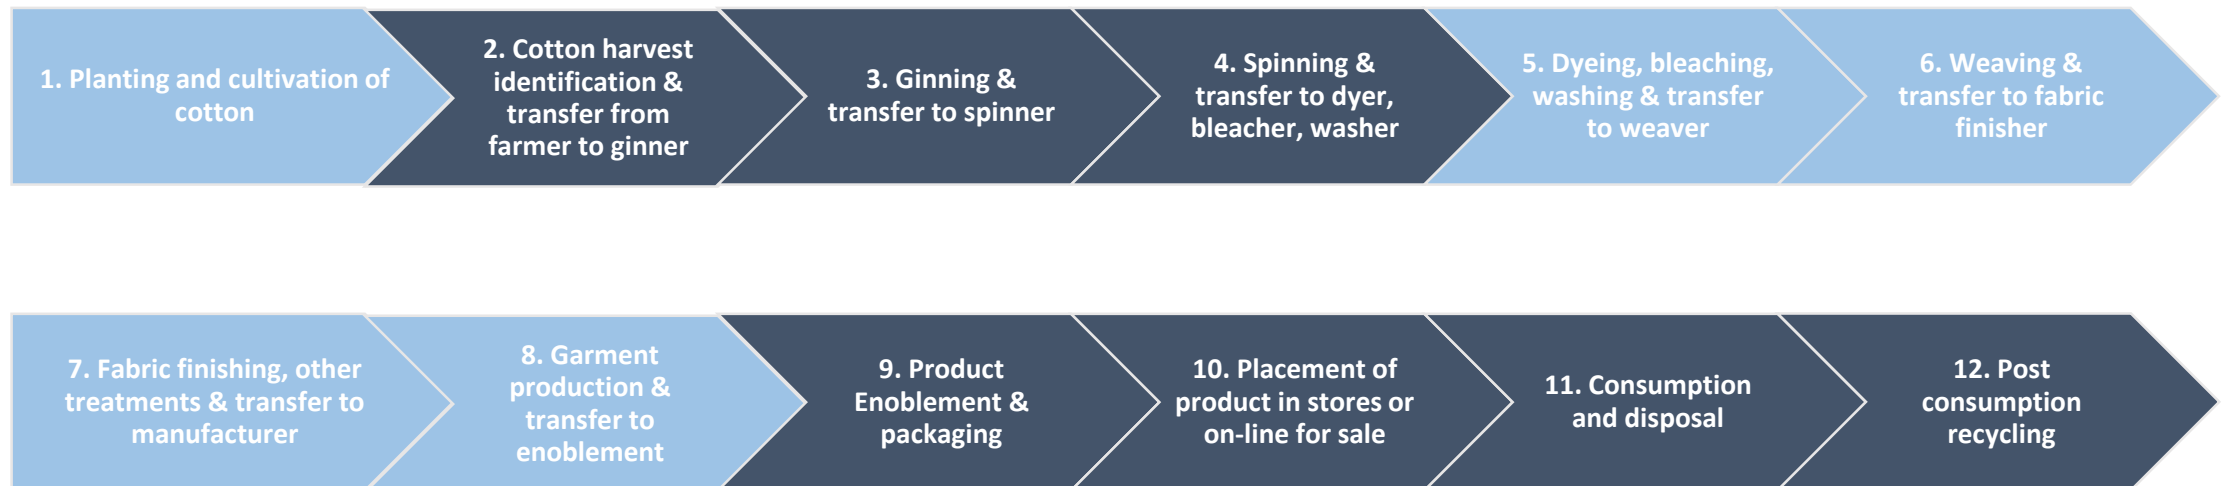 1. Planting and cultivation of
cotton
2. Cotton harvest
identification &
transfer from
farmer to ginner
3. Ginning &
transfer to spinner
4. Spinning &
transfer to dyer,
bleacher, washer
5. Dyeing, bleaching,
washing & transfer
to weaver
6. Weaving &
transfer to fabric
finisher
7. Fabric finishing, other
treatments & transfer to
manufacturer
8. Garment
production &
transfer to
enoblement
9. Product
Enoblement &
packaging
10. Placement of
product in stores or
on-line for sale
11. Consumption
and disposal
12. Post
consumption
recycling